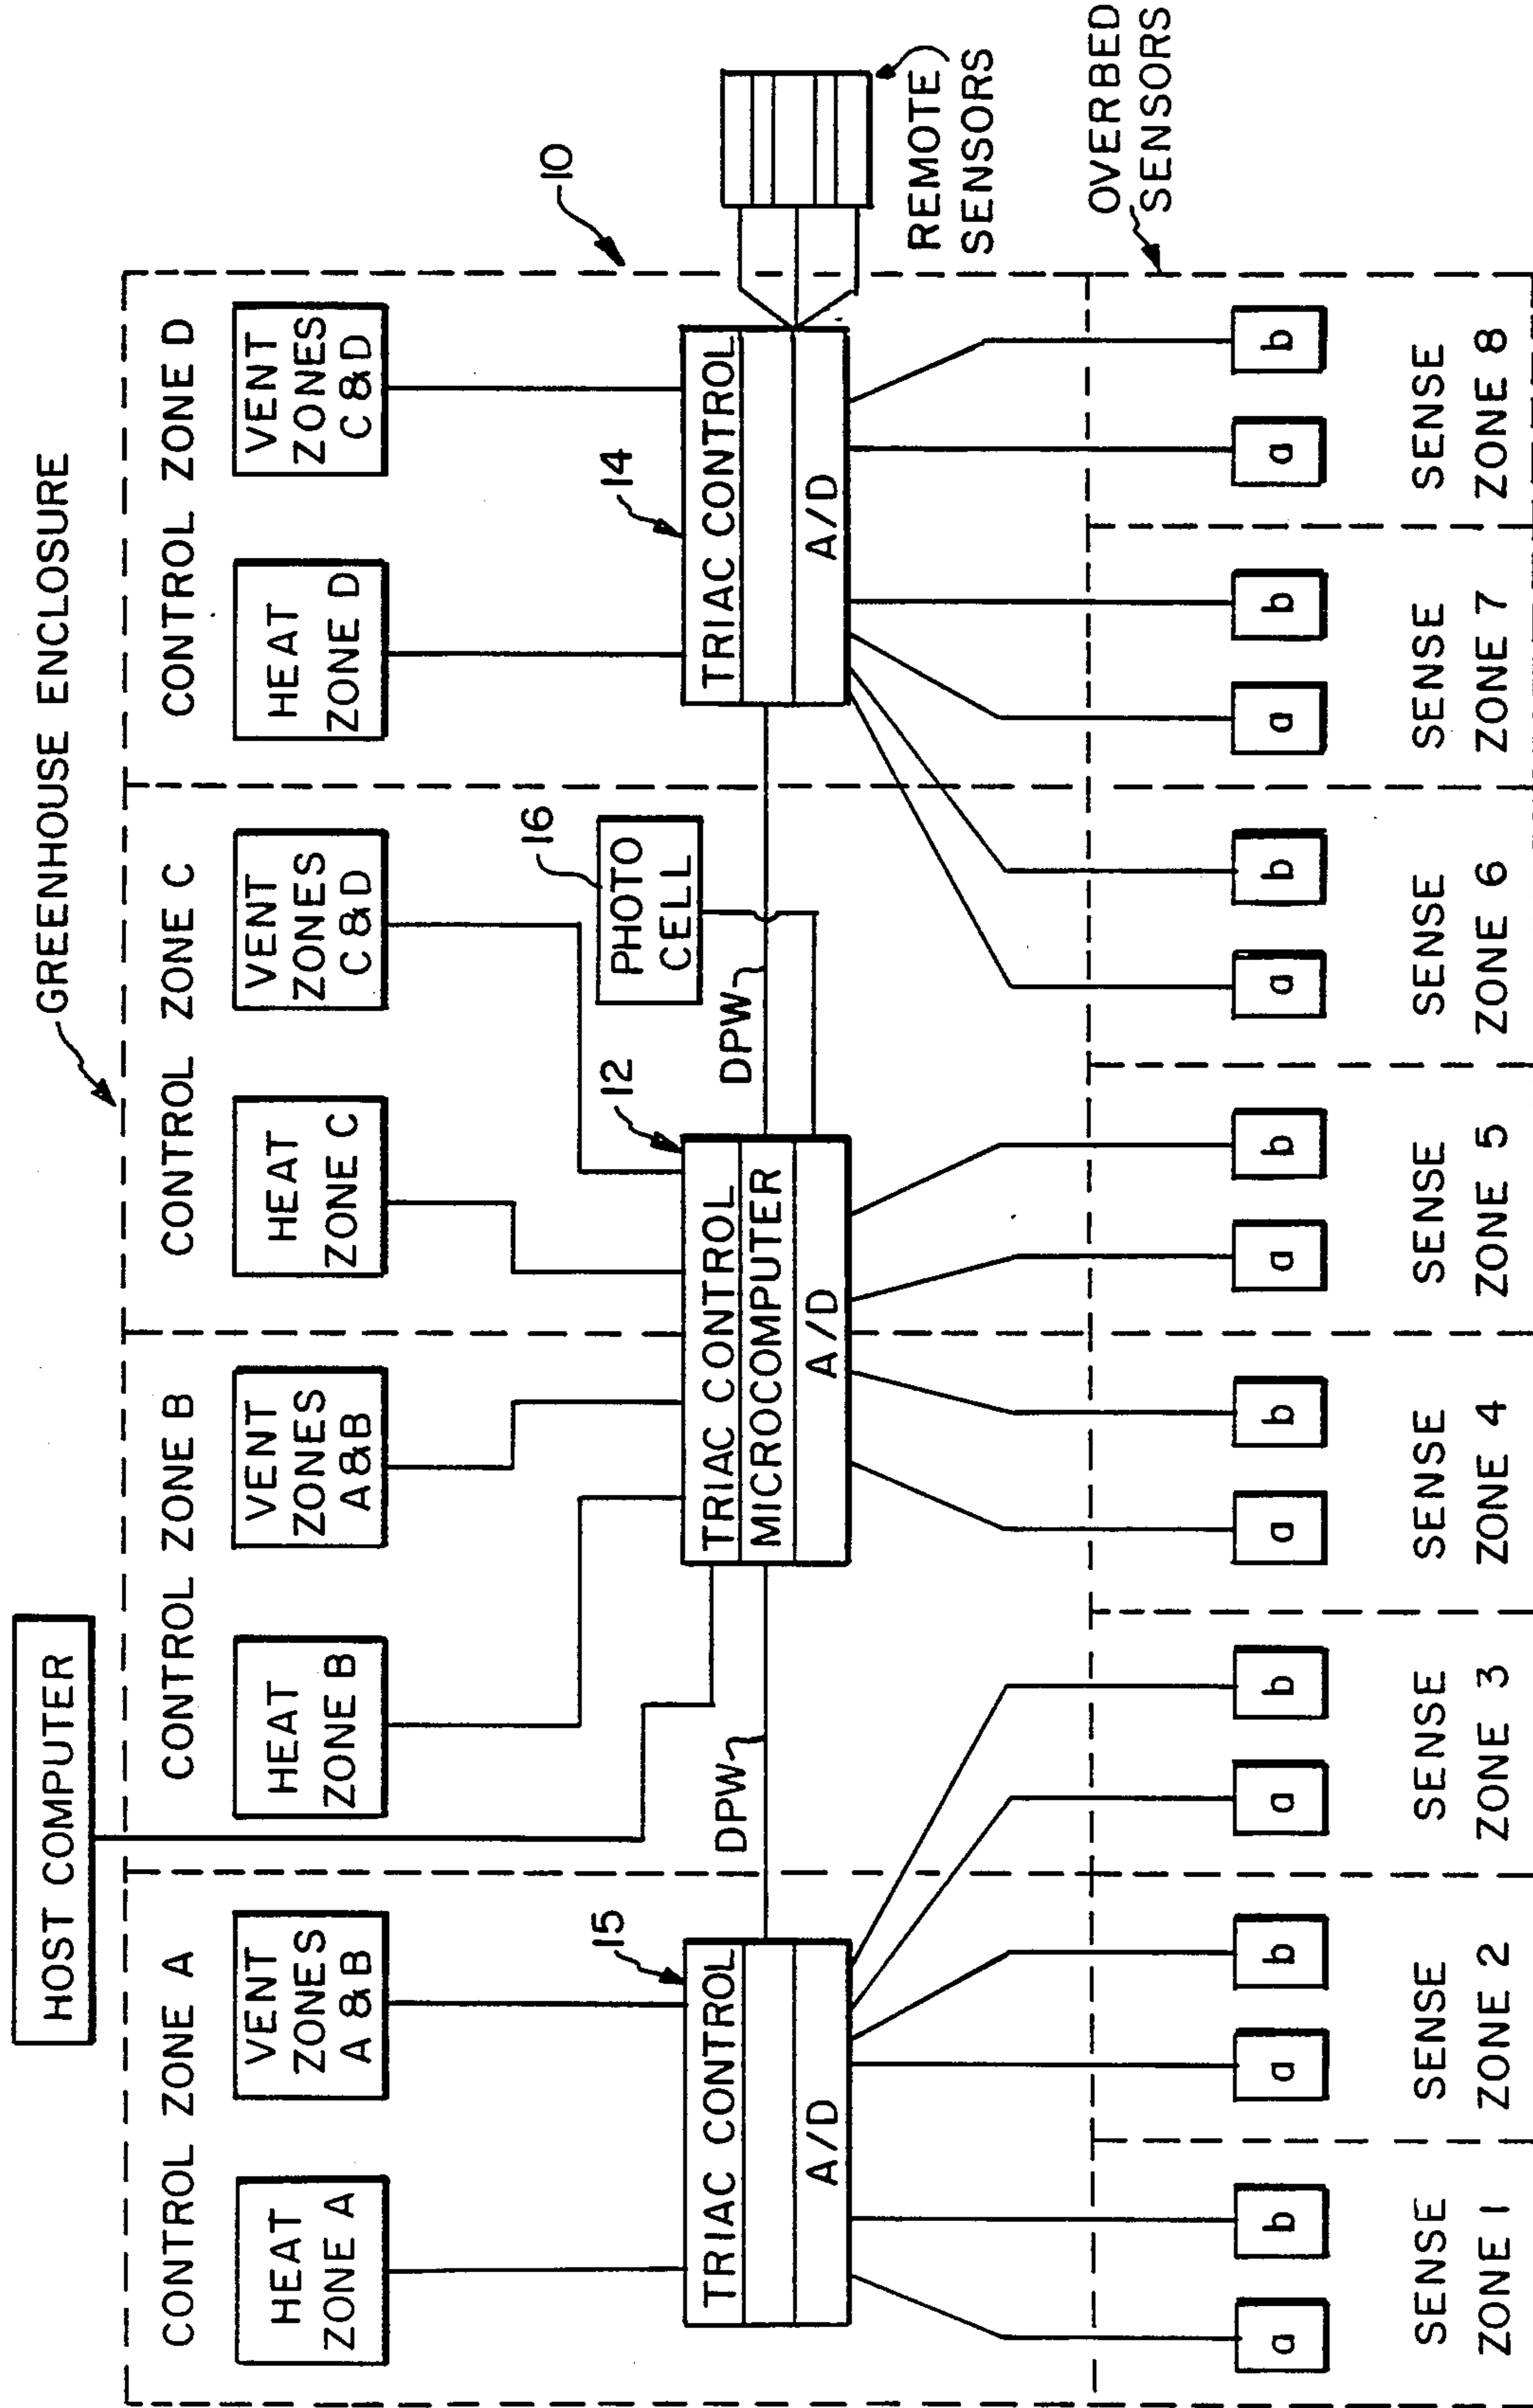 HOST COMPUTER
GREENHOUSE ENCLOSURE
CONTROL ZONE A
CONTROL ZONE B
CONTROL ZONE C
CONTROL ZONE D
HEAT
ZONE A
VENT
ZONES
A & B
HEAT
ZONE B
VENT
ZONES
A&B
HEAT
ZONE C
VENT
ZONES
C&D
HEAT
ZONE D
VENT
ZONES
C & D
10
15
TRIAC CONTROL
A/D
DPW
12
TRIAC CONTROL
MICROCOMPUTER
A/D
DPW
16
PHOTO
CELL
14
TRIAC CONTROL
A/D
REMOTE
SENSORS
OVERBED
SENSORS
a
b
a
b
a
b
a
b
a
b
a
b
a
b
a
b
SENSE
ZONE 1
SENSE
ZONE 2
SENSE
ZONE 3
SENSE
ZONE 4
SENSE
ZONE 5
SENSE
ZONE 6
SENSE
ZONE 7
SENSE
ZONE 8